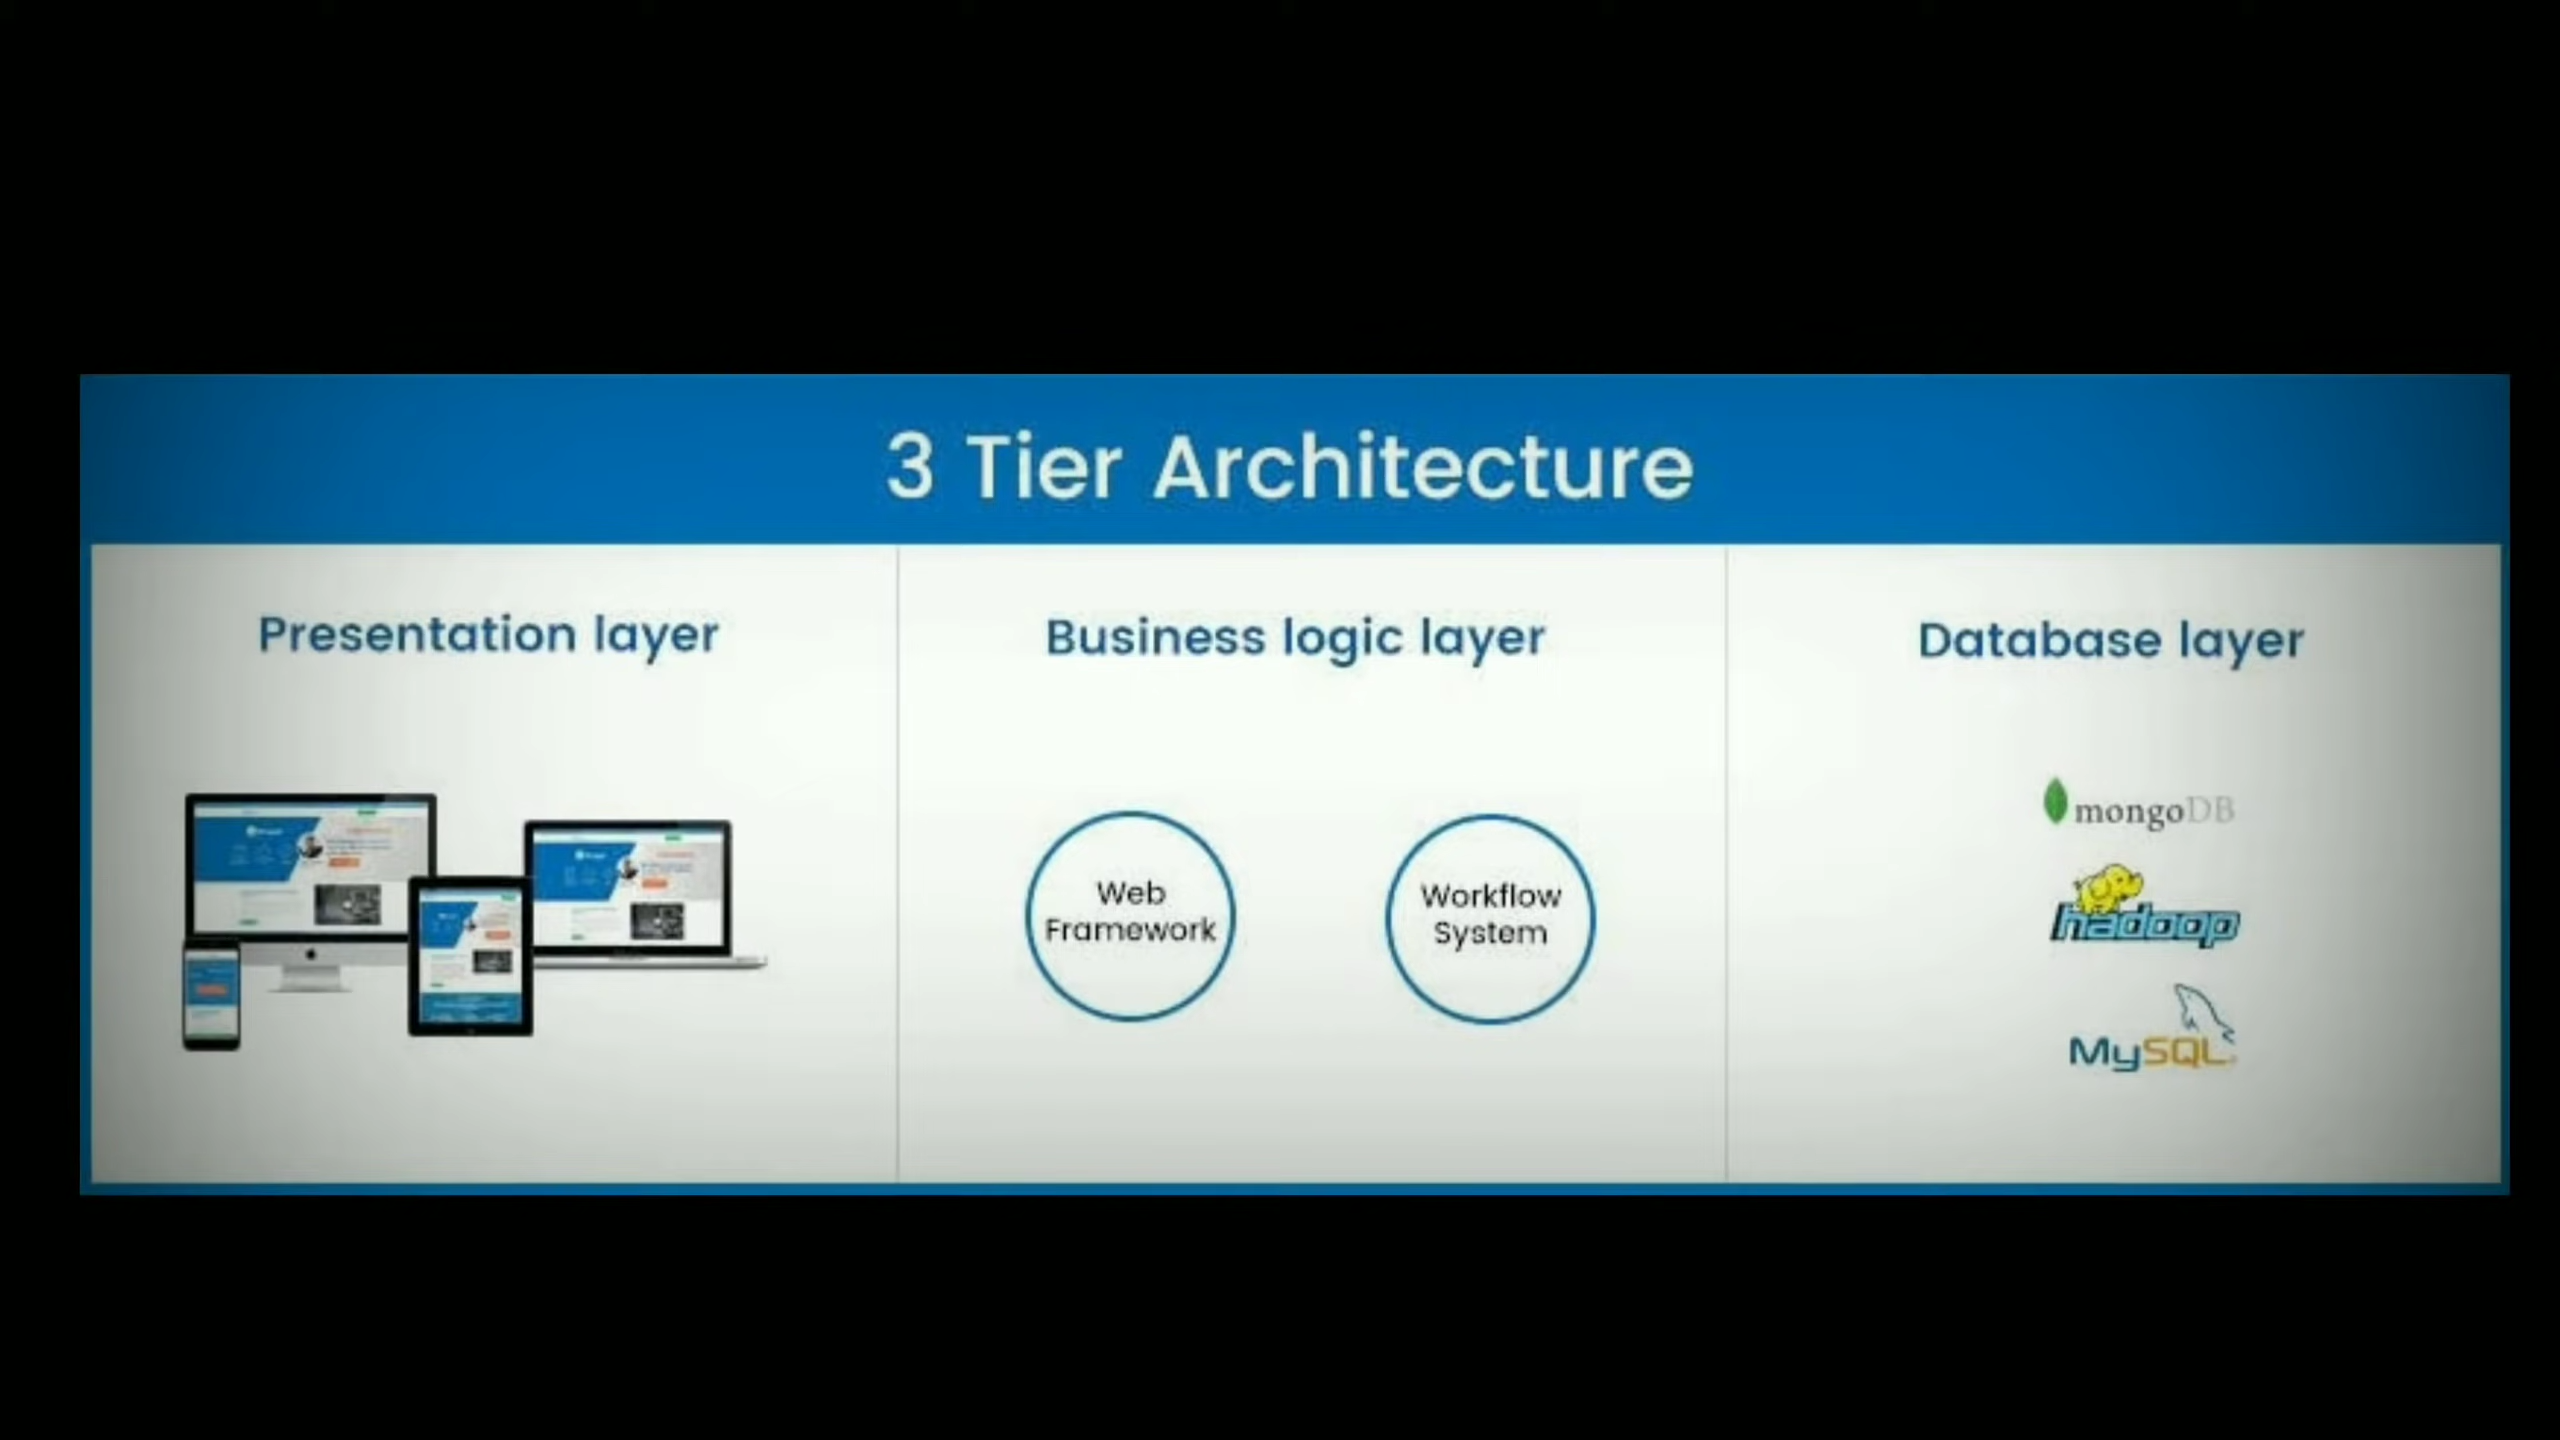 3 Tier Architecture
Presentation layer
Business logic layer
Web
Framework
Workflow
System
Database layer
mongoDB
hadoop
MySQL